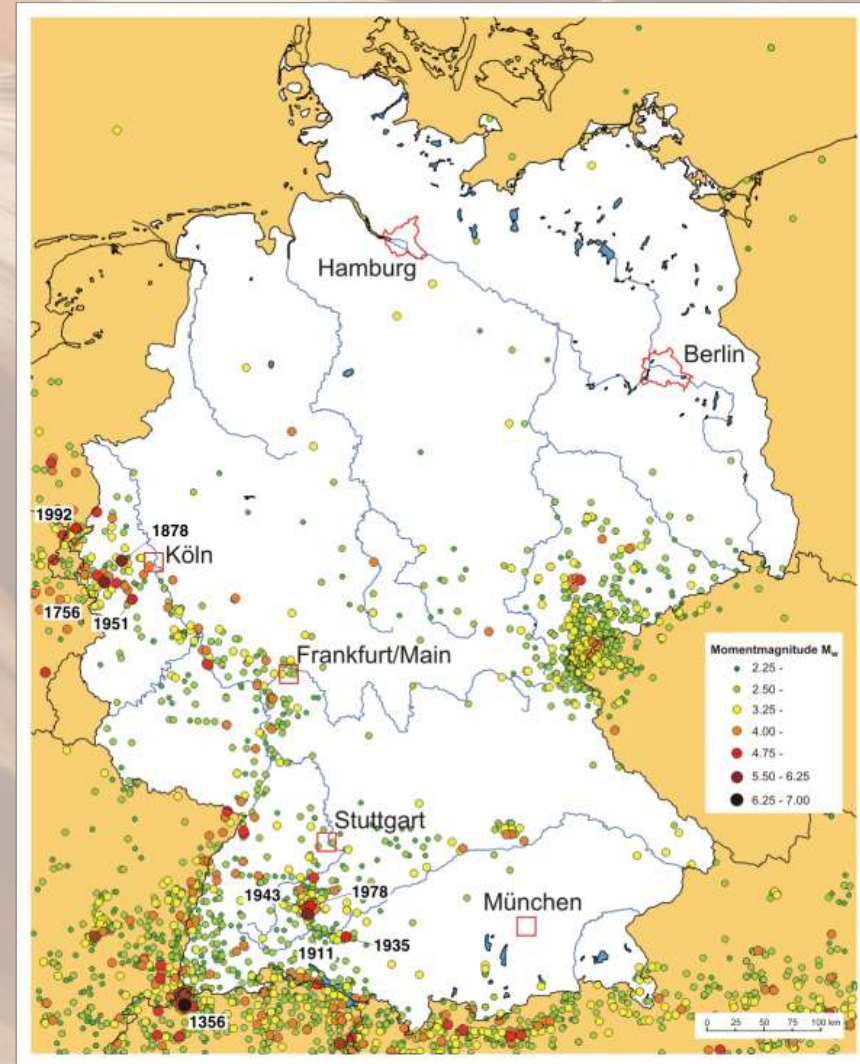 Hamburg
Berlin
1992
1878
Köln
1756
1951
Frankfurt/Main
Momentmagnitude Mw
2.25 -
2.50 -
3.25 -
4.00 -
4.75 -
5.50 - 6.25
6.25 - 7.00
Stuttgart
1943
1978
München
1935
1911
1356
0 25 50 75 100 km